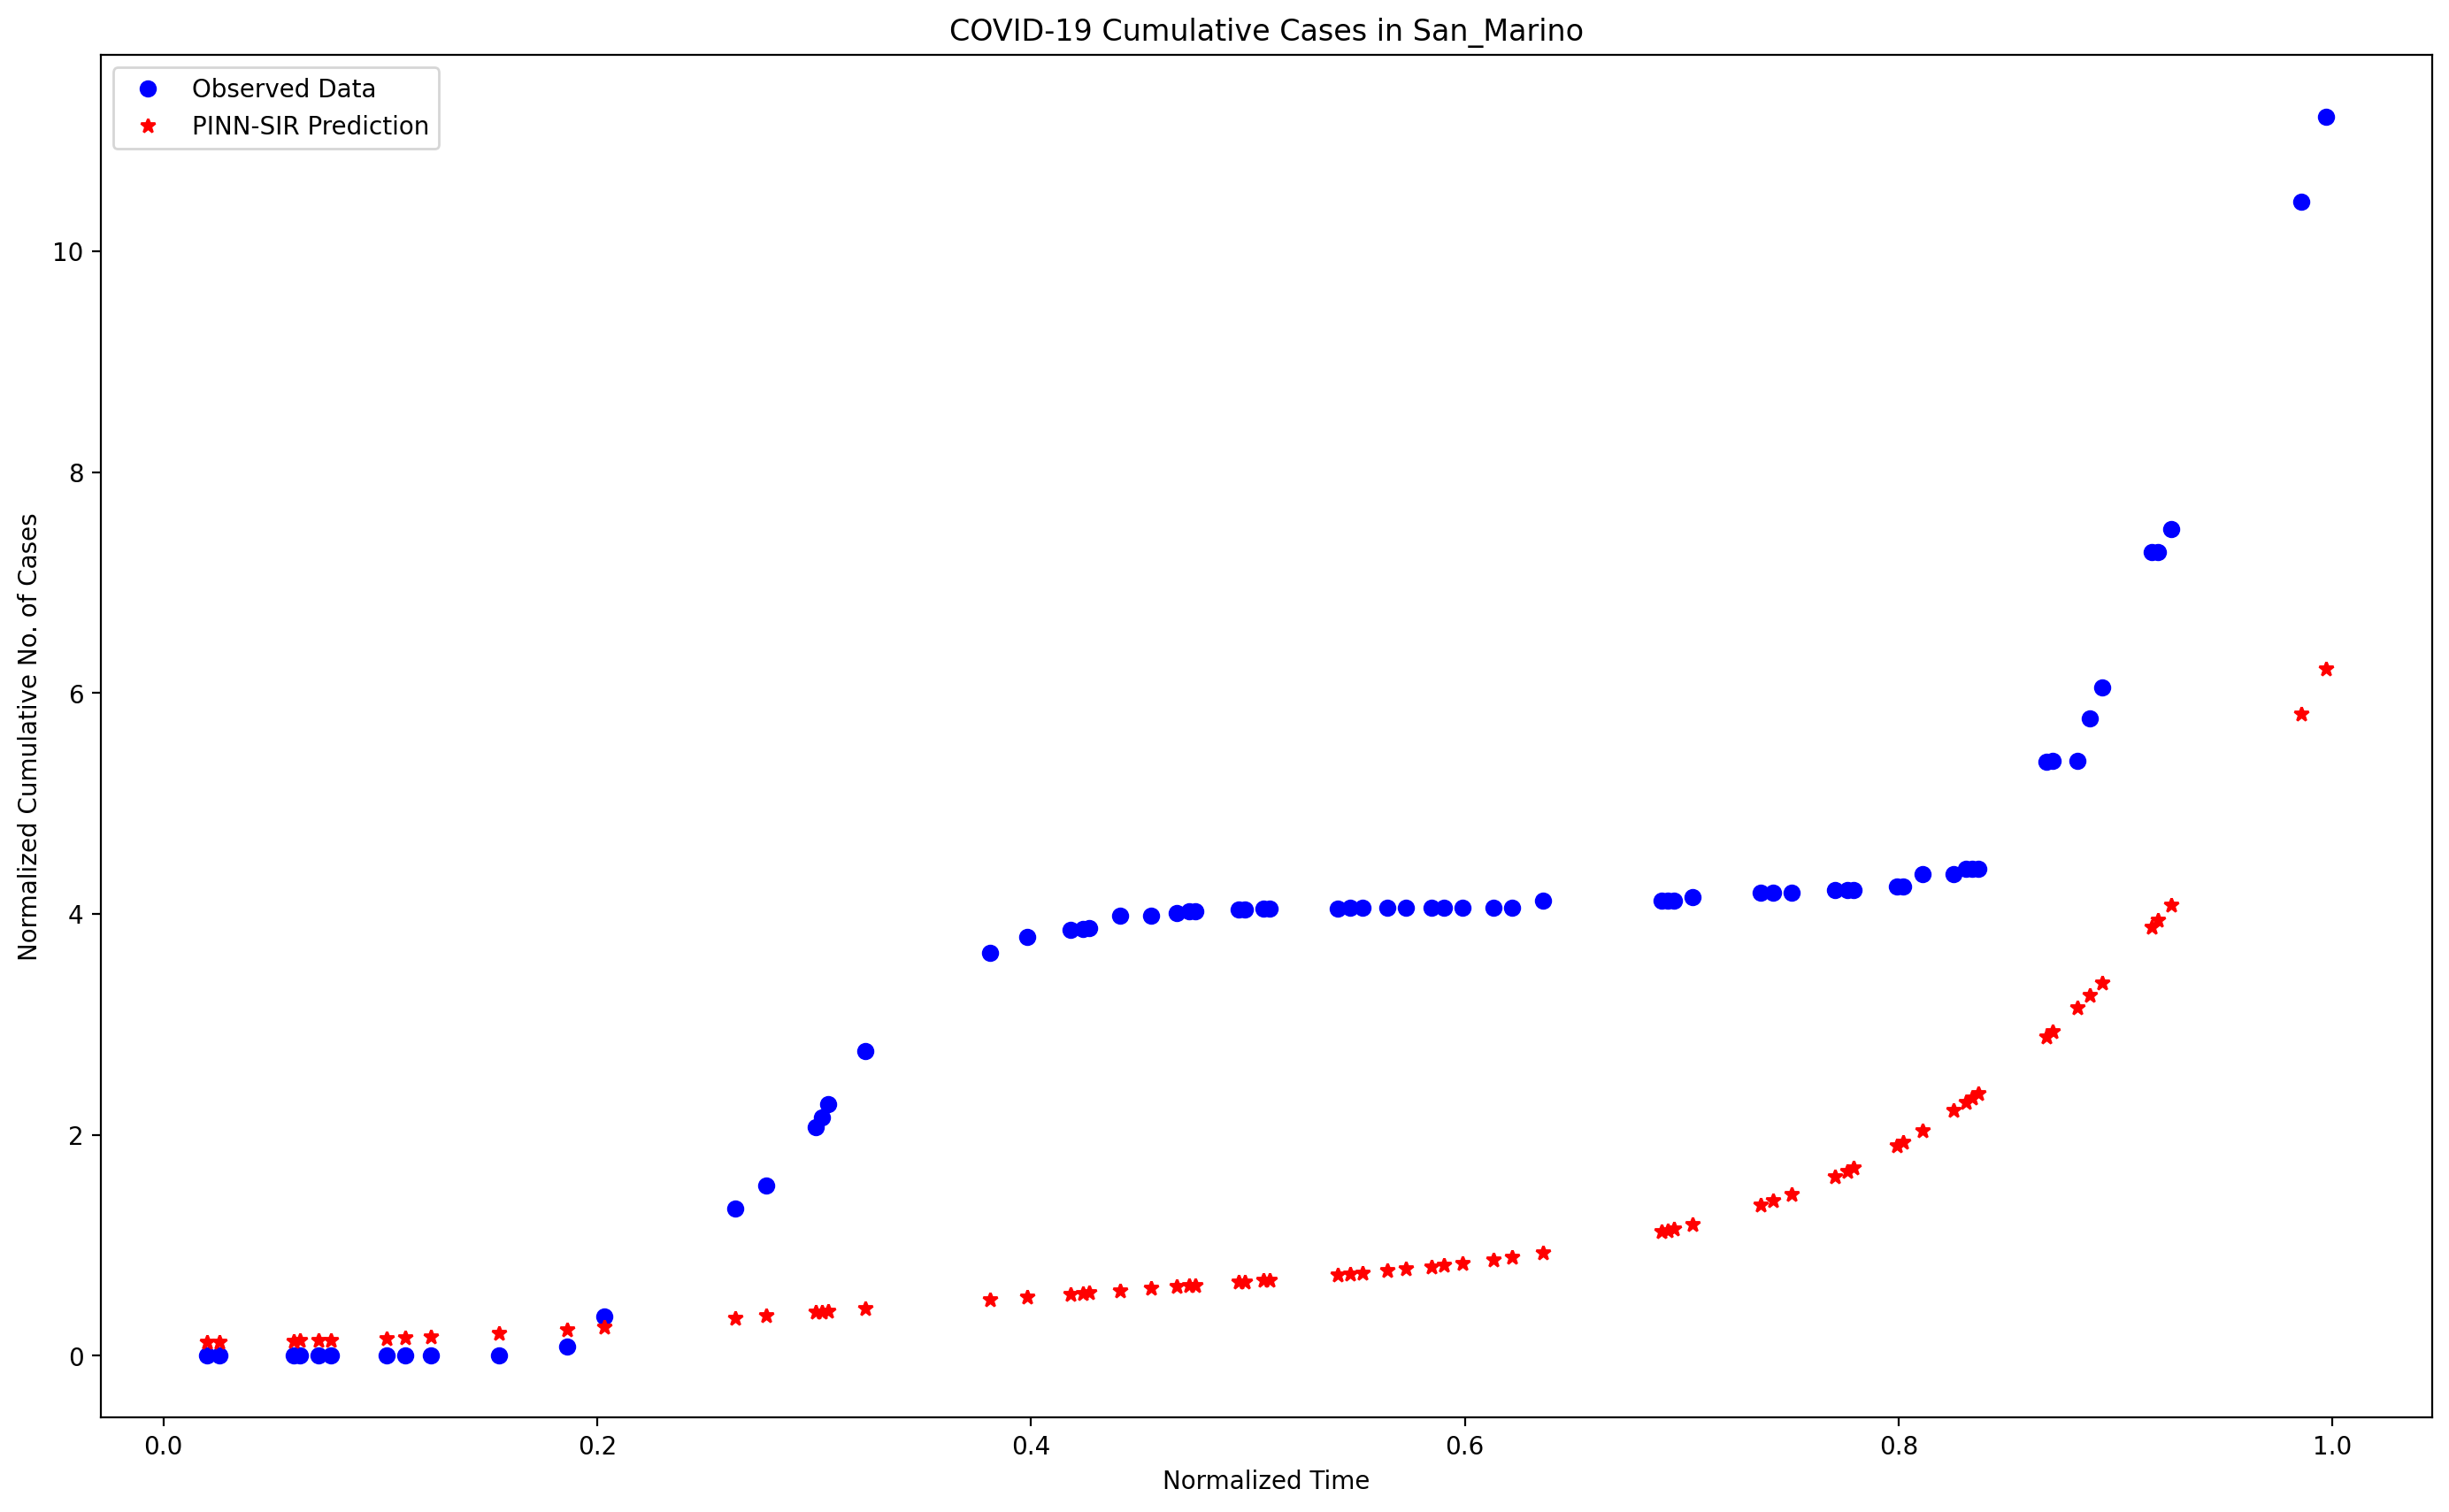 COVID-19 Cumulative Cases in San_Marino
Observed Data
PINN-SIR Prediction
Normalized Cumulative No. of Cases
10
8
6
4
2
0
0.0 0.2 0.4 0.6 0.8 1.0
Normalized Time